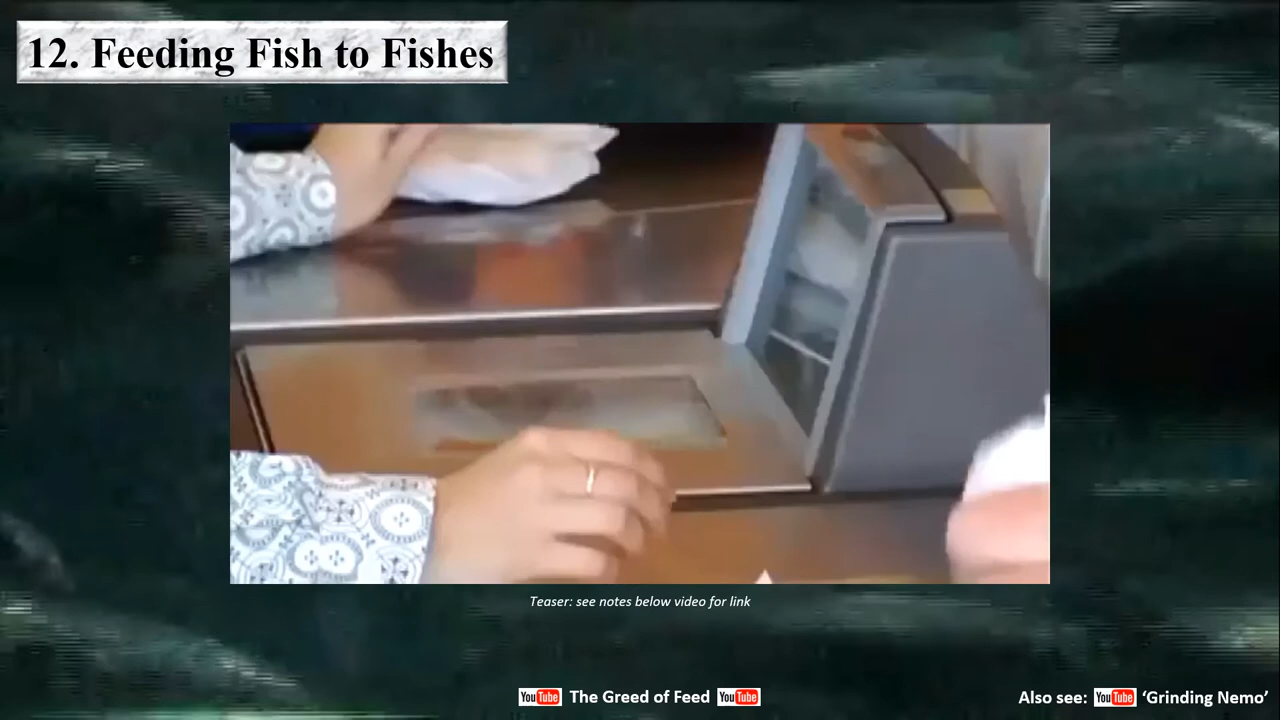 12. Feeding Fish to Fishes
Teaser: see notes below video for link
YouTube The Greed of Feed YouTube
Also see: YouTube 'Grinding Nemo'